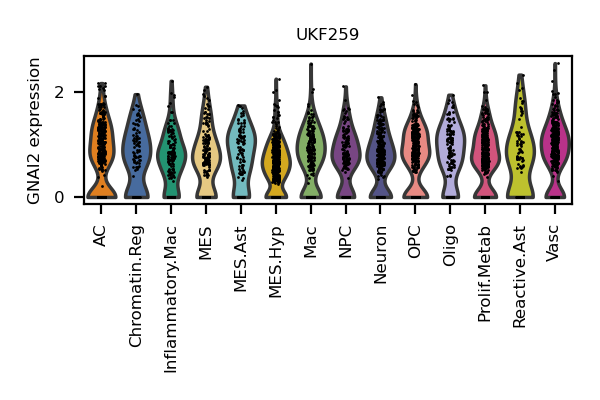 UKF259
GNAI2 expression
2
0
AC
Chromatin.Reg
Inflammatory.Mac
MES
MES.Ast
MES.Hyp
Mac
NPC
Neuron
OPC
Oligo
Prolif.Metab
Reactive.Ast
Vasc